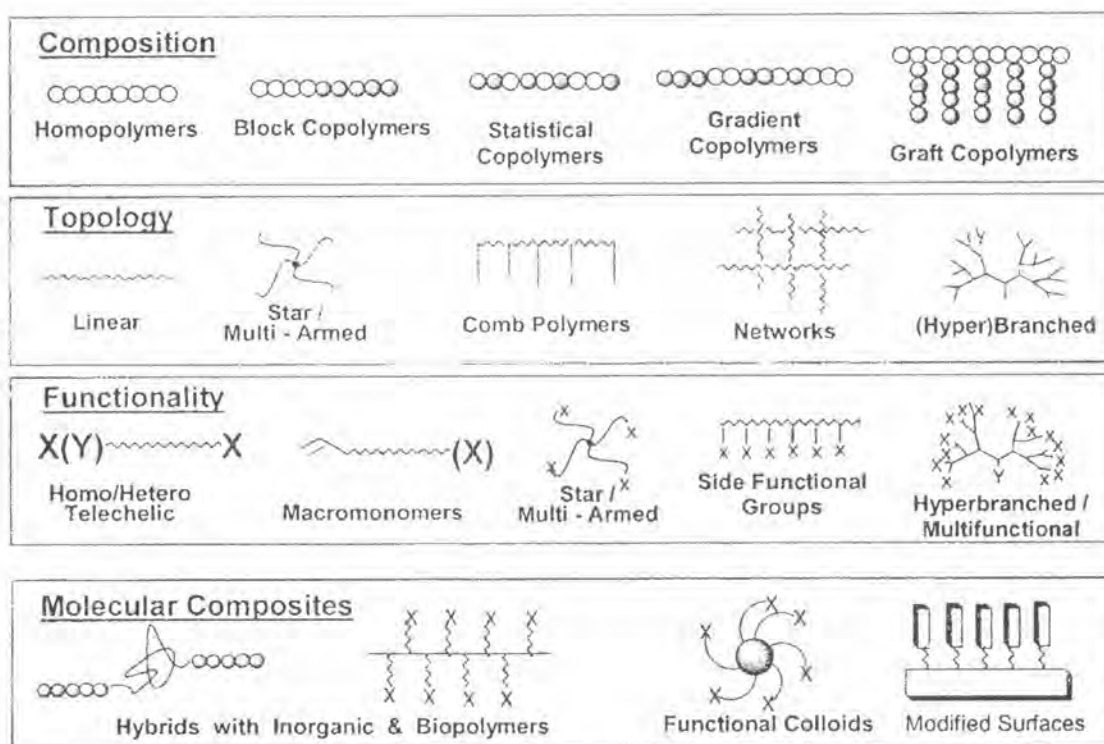 Composition
Homopolymers
Block Copolymers
Statistical
Copolymers
Gradient
Copolymers
Graft Copolymers
Topology
Linear
Star /
Multi - Armed
Comb Polymers
Networks
(Hyper)Branched
Functionality
X(Y) X
Homo/Hetero
Telechelic
(X)
Macromonomers
X
X
X
X
Star /
Multi - Armed
X X X X X X
Side Functional
Groups
X X X X X X X X X X Y
Hyperbranched /
Multifunctional
Molecular Composites
X X X X
X X X X
Hybrids with Inorganic & Biopolymers
X X X X X
Functional Colloids
Modified Surfaces